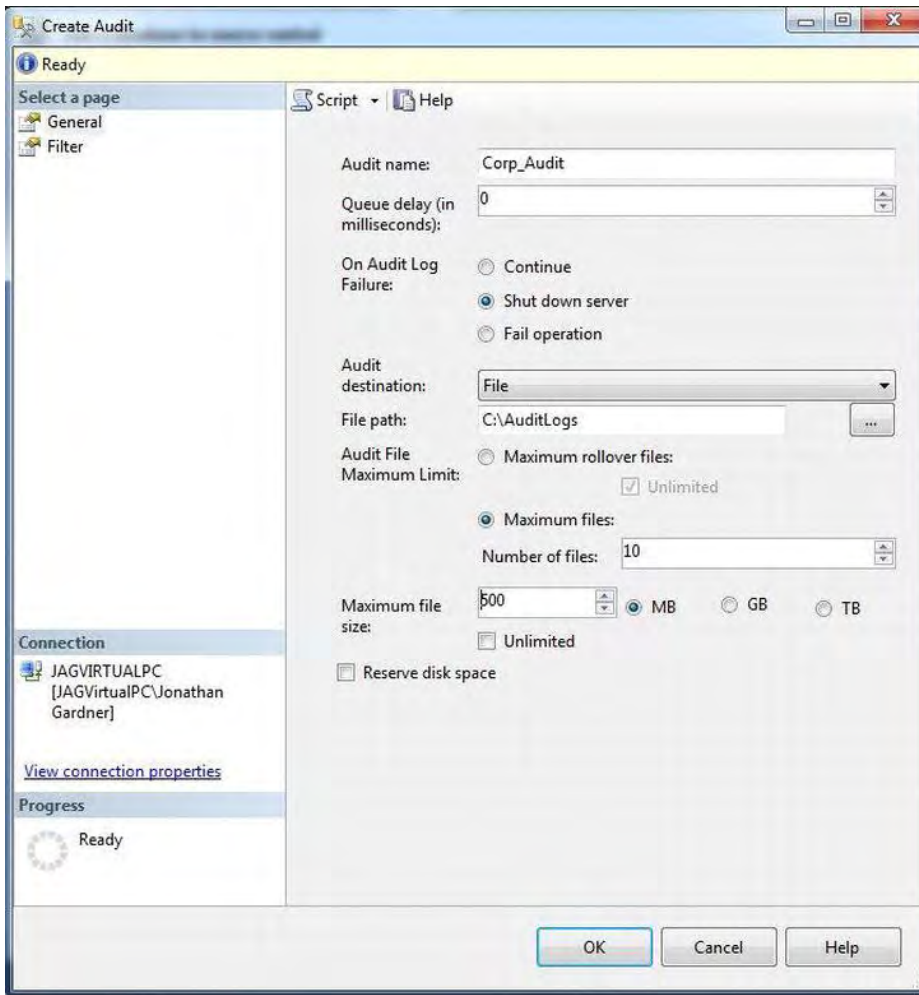 Create Audit
Ready
Select a page
General
Filter
Script
Help
Audit name:
Corp_Audit
Queue delay (in
milliseconds):
0
On Audit Log
Failure:
Continue
Shut down server
Fail operation
Audit
destination:
File
File path:
C:\AuditLogs
...
Audit File
Maximum Limit:
Maximum rollover files:
Unlimited
Maximum files:
Number of files:
10
Maximum file
size:
500
MB
GB
TB
Unlimited
Reserve disk space
Connection
JAGVIRTUALPC
[JAGVirtualPC\Jonathan
Gardner]
View connection properties
Progress
Ready
OK
Cancel
Help